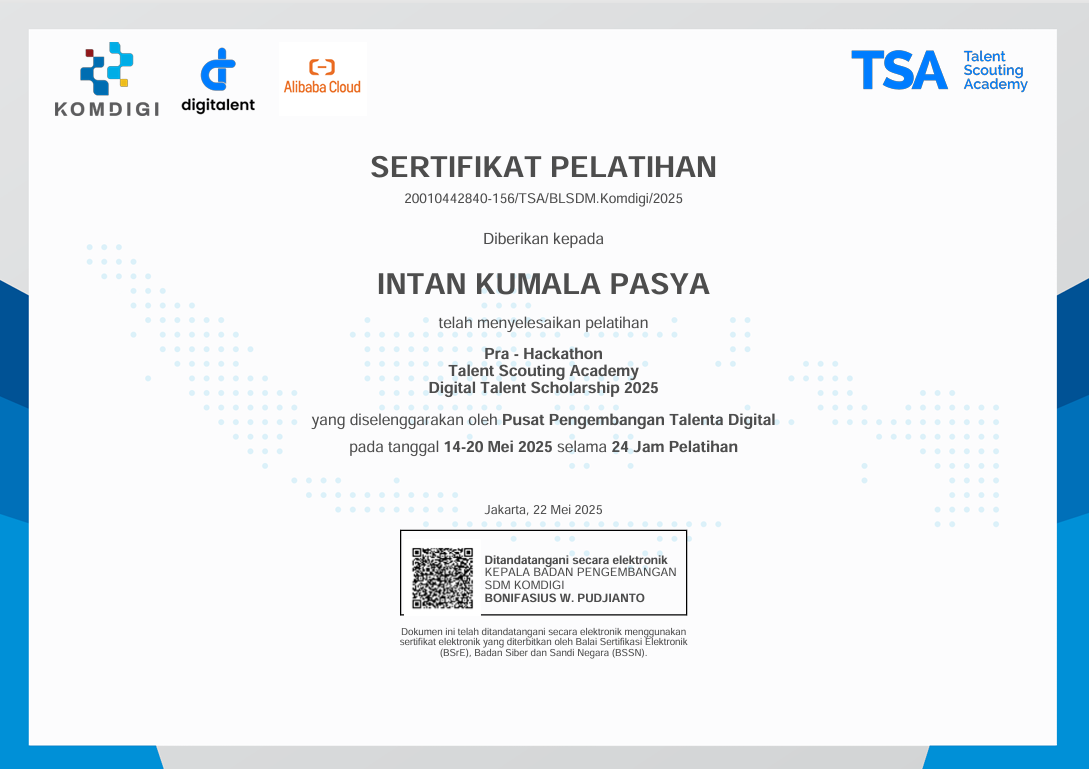 KOMDIGI
digitalent
Alibaba Cloud
TSA
Talent
Scouting
Academy
SERTIFIKAT PELATIHAN
20010442840-156/TSA/BLSDM.Komdigi/2025
Diberikan kepada
INTAN KUMALA PASYA
telah menyelesaikan pelatihan
Pra - Hackathon
Talent Scouting Academy
Digital Talent Scholarship 2025
yang diselenggarakan oleh Pusat Pengembangan Talenta Digital
pada tanggal 14-20 Mei 2025 selama 24 Jam Pelatihan
Jakarta, 22 Mei 2025
Ditandatangani secara elektronik
KEPALA BADAN PENGEMBANGAN
SDM KOMDIGI
BONIFASIUS W. PUDJIANTO
Dokumen ini telah ditandatangani secara elektronik menggunakan
sertifikat elektronik yang diterbitkan oleh Balai Sertifikasi Elektronik
(BSrE), Badan Siber dan Sandi Negara (BSSN).